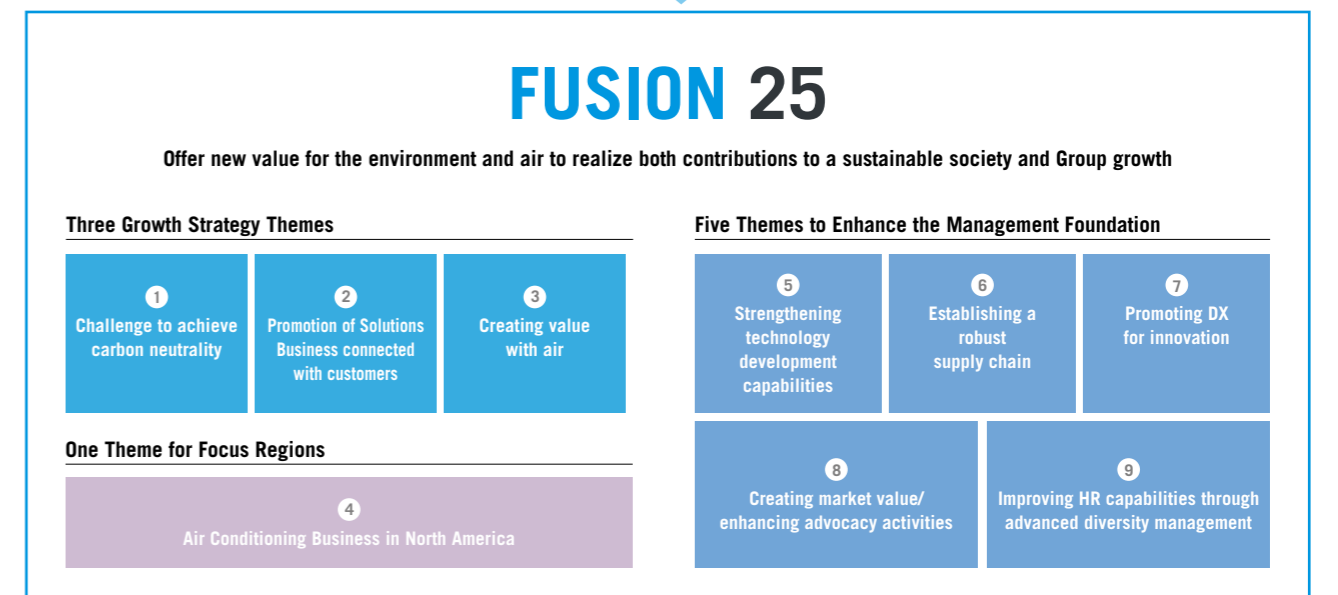 FUSION 25
Offer new value for the environment and air to realize both contributions to a sustainable society and Group growth
Three Growth Strategy Themes
1
Challenge to achieve
carbon neutrality
2
Promotion of Solutions
Business connected
with customers
3
Creating value
with air
One Theme for Focus Regions
4
Air Conditioning Business in North America
Five Themes to Enhance the Management Foundation
5
Strengthening
technology
development
capabilities
6
Establishing a
robust
supply chain
7
Promoting DX
for innovation
8
Creating market value/
enhancing advocacy activities
9
Improving HR capabilities through
advanced diversity management